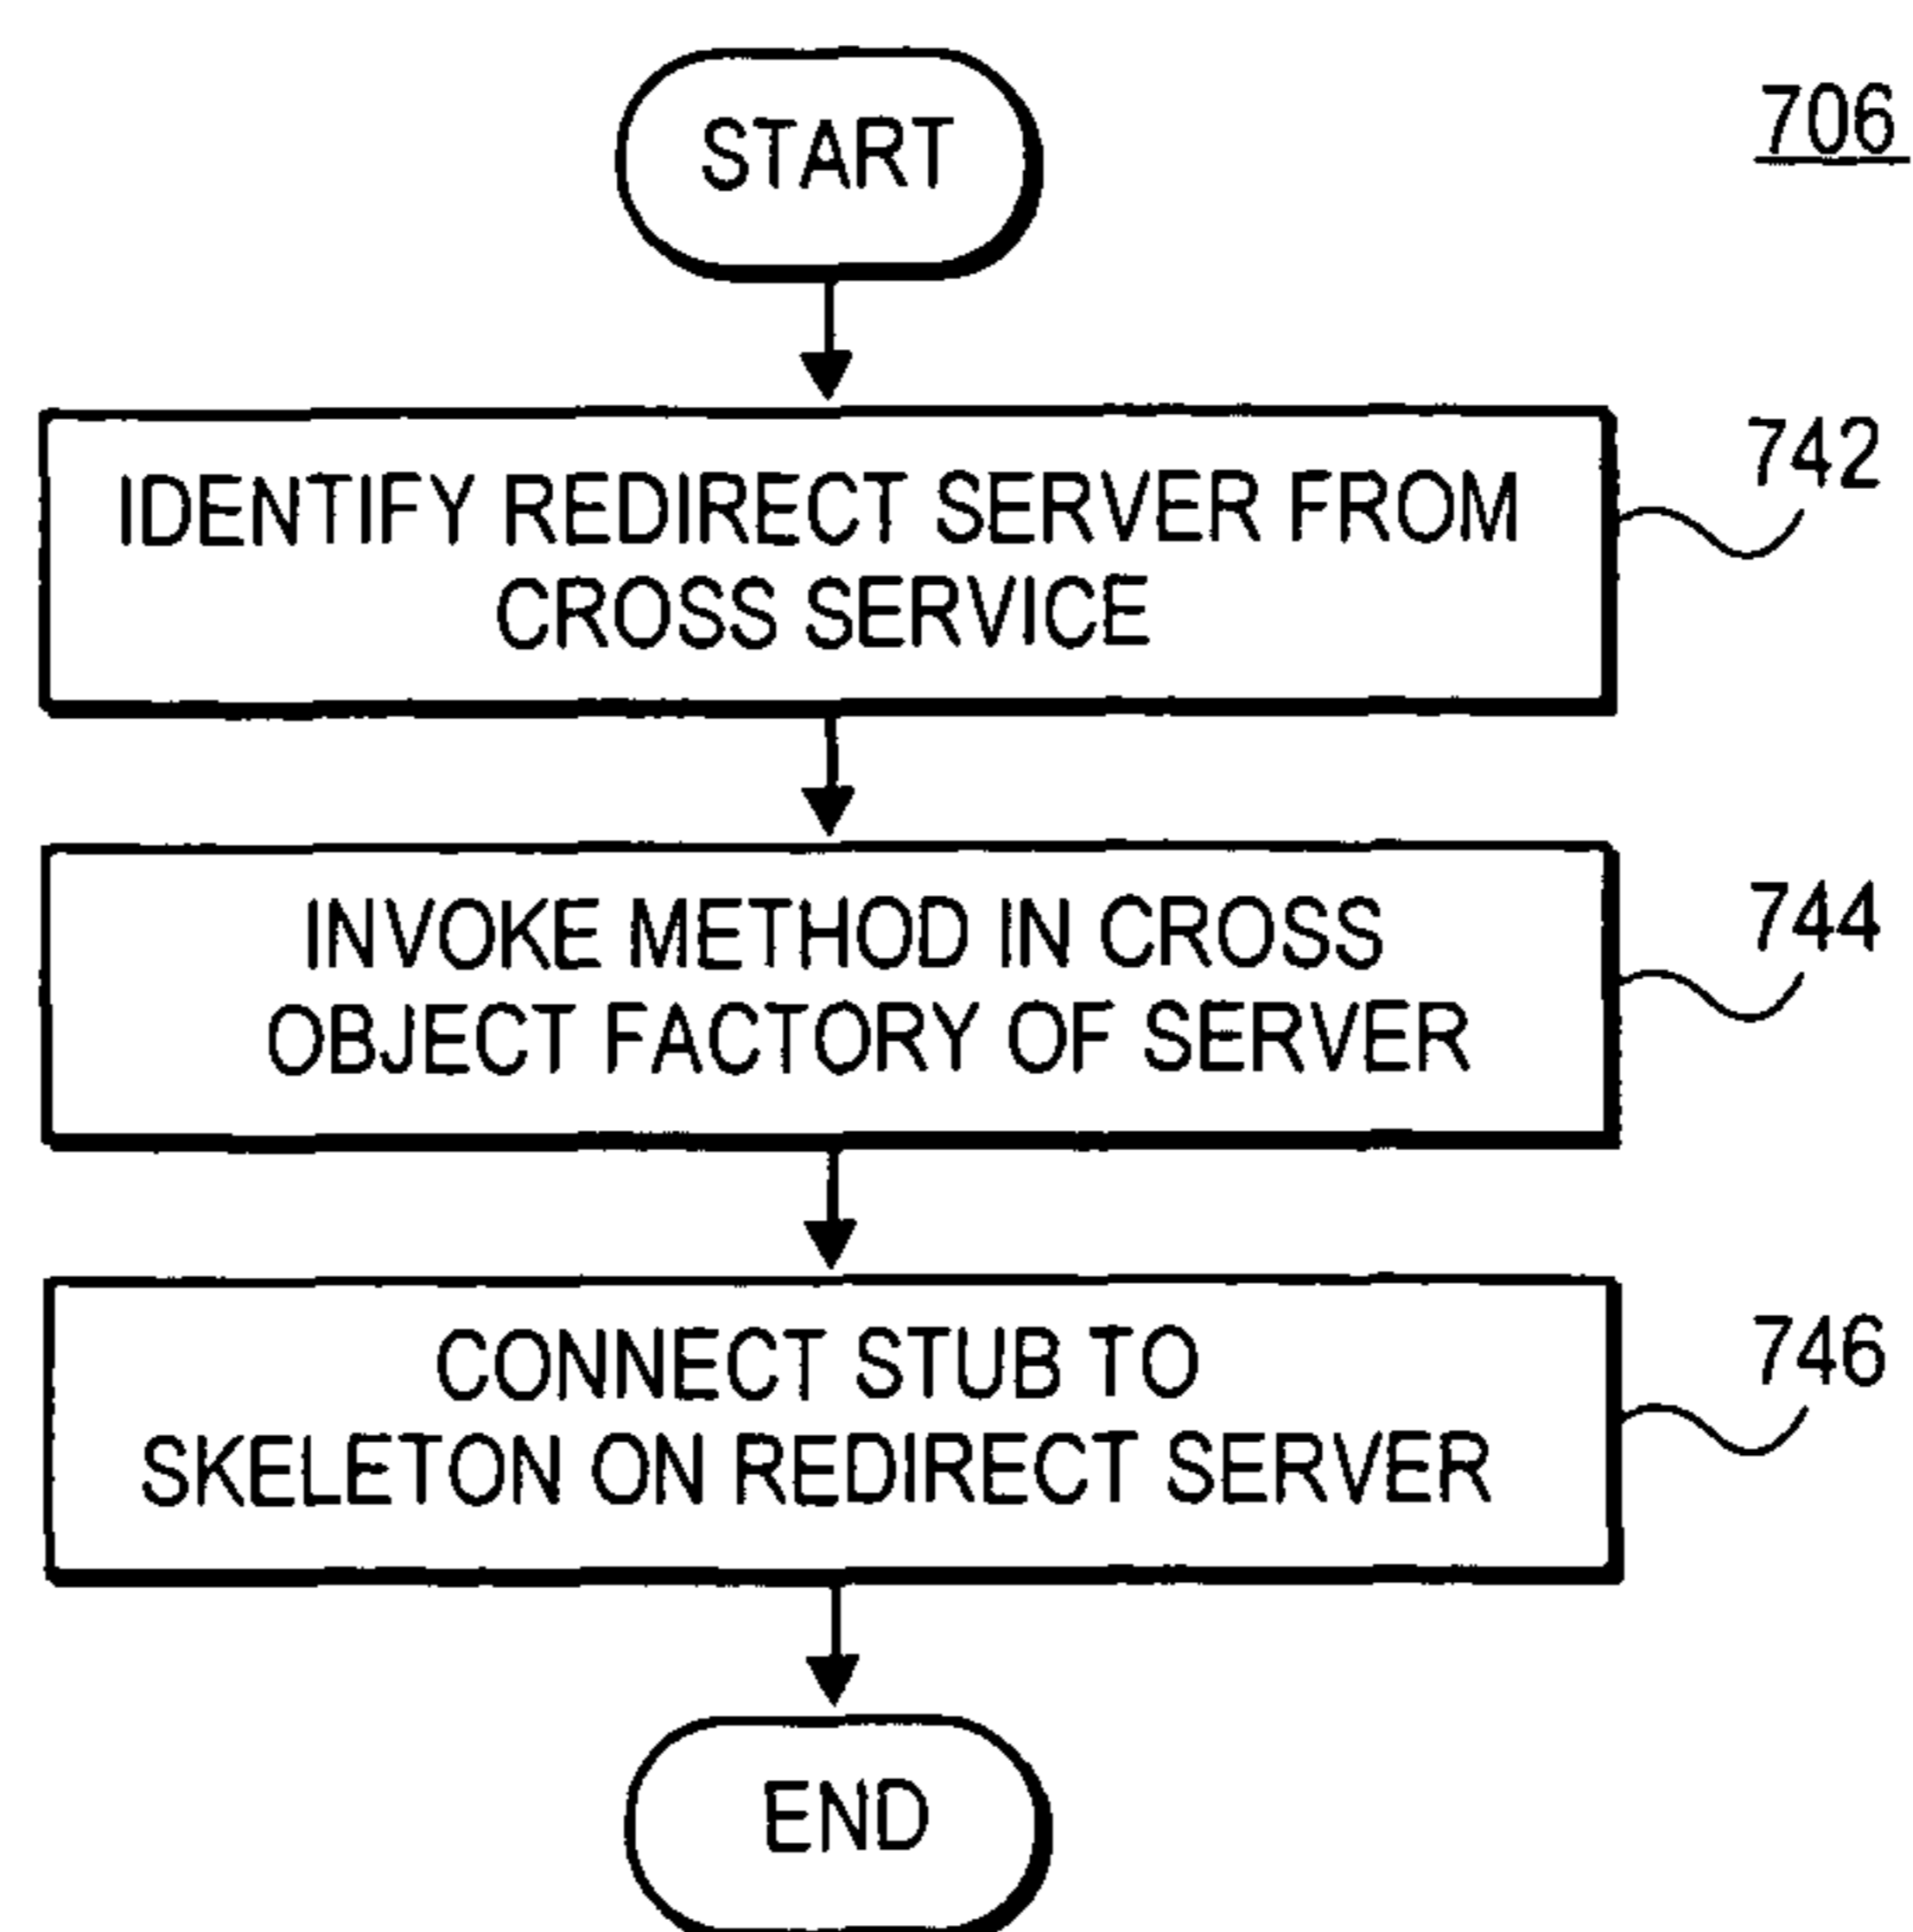 START
706
IDENTIFY REDIRECT SERVER FROM
CROSS SERVICE
742
INVOKE METHOD IN CROSS
OBJECT FACTORY OF SERVER
744
CONNECT STUB TO
SKELETON ON REDIRECT SERVER
746
END